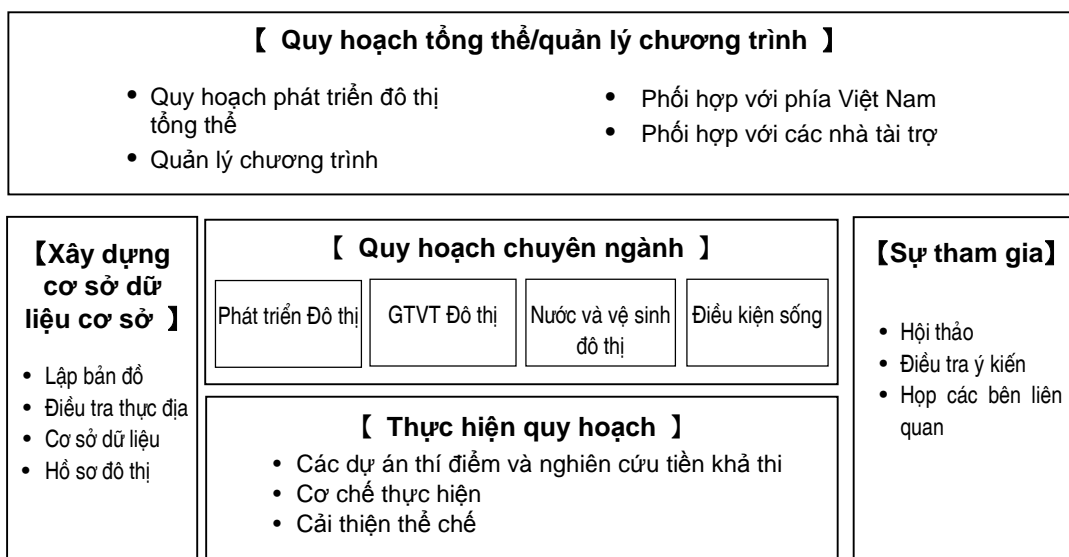 【 Quy hoạch tổng thể/quản lý chương trình 】
• Quy hoạch phát triển đô thị
tổng thể
• Quản lý chương trình
• Phối hợp với phía Việt Nam
• Phối hợp với các nhà tài trợ
【Xây dựng
cơ sở dữ
liệu cơ sở 】
• Lập bản đồ
• Điều tra thực địa
• Cơ sở dữ liệu
• Hồ sơ đô thị
【 Quy hoạch chuyên ngành 】
Phát triển Đô thị
GTVT Đô thị
Nước và vệ sinh
đô thị
Điều kiện sống
【 Thực hiện quy hoạch 】
• Các dự án thí điểm và nghiên cứu tiền khả thi
• Cơ chế thực hiện
• Cải thiện thể chế
【Sự tham gia】
• Hội thảo
• Điều tra ý kiến
• Họp các bên liên
quan